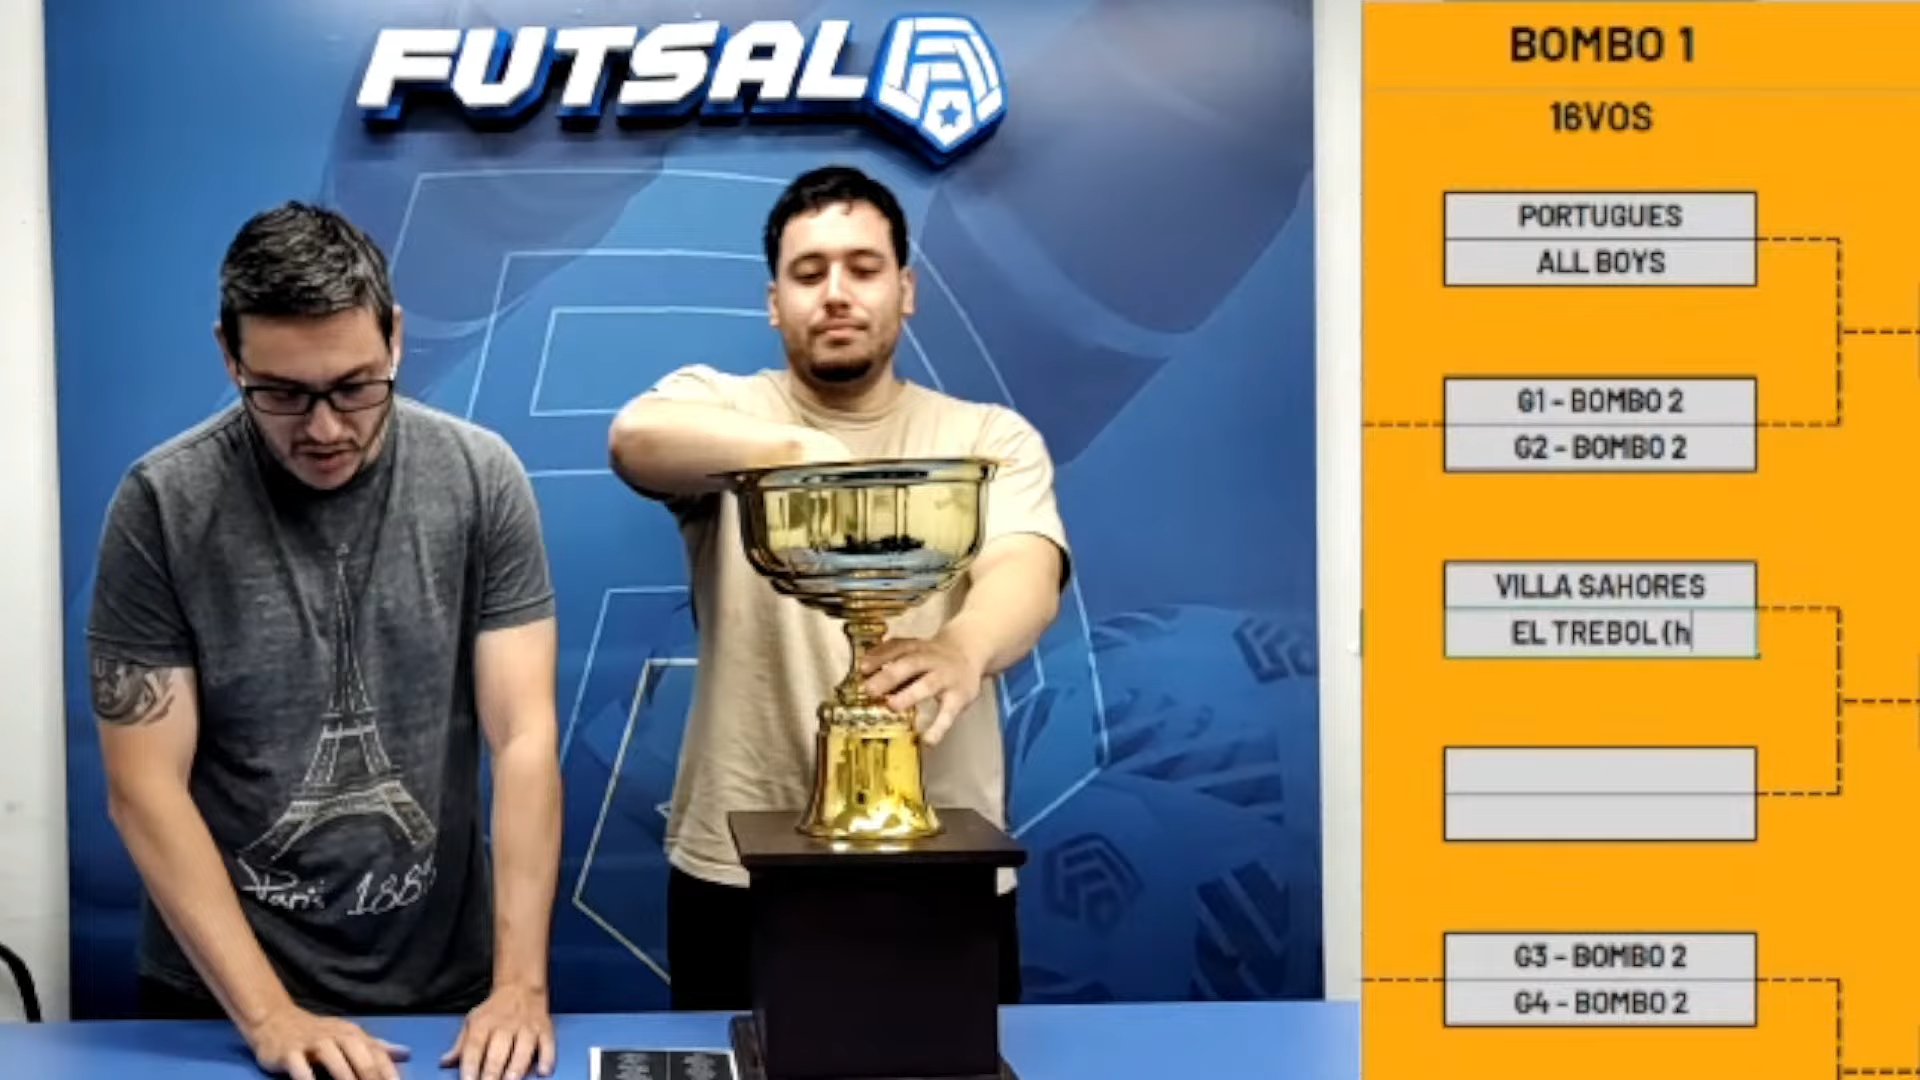 FUTSAL
Paris 1889
BOMBO 1
16VOS
PORTUGUES
ALL BOYS
G1 - BOMBO 2
G2 - BOMBO 2
VILLA SAHORES
EL TREBOL (h
G3 - BOMBO 2
G4 - BOMBO 2